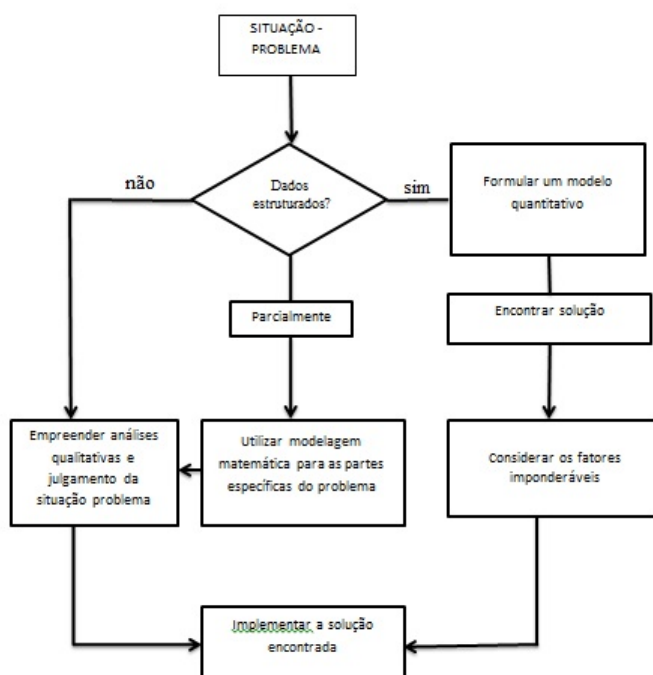 SITUAÇÃO -
PROBLEMA
não
Dados
estruturados?
sim
Formular um modelo
quantitativo
Parcialmente
Encontrar solução
Empreender análises
qualitativas e
julgamento da
situação problema
Utilizar modelagem
matemática para as partes
específicas do problema
Considerar os fatores
imponderáveis
Implementar a solução
encontrada